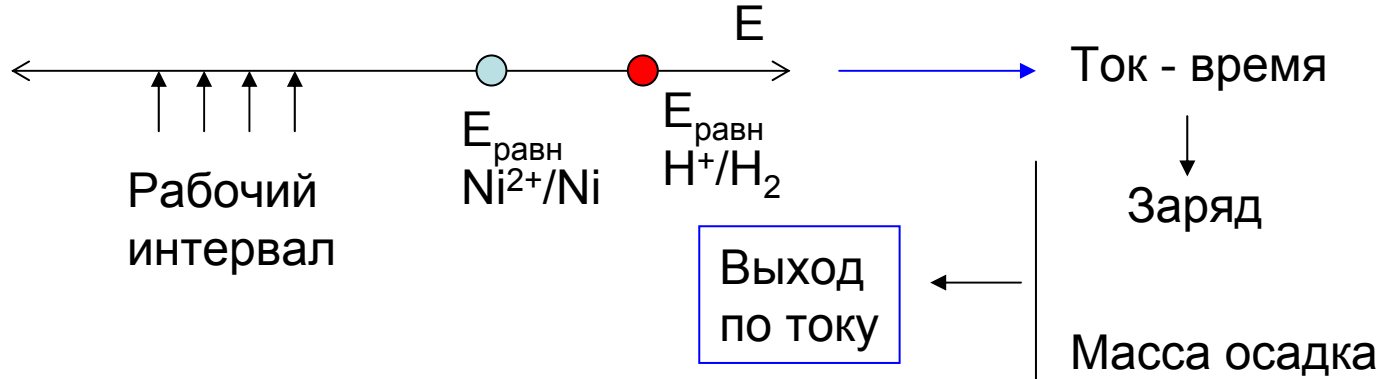 E
Ток - время
Eравн
Ni2+/Ni
Eравн
H+/H2
Рабочий
интервал
Заряд
Выход
по току
Масса осадка